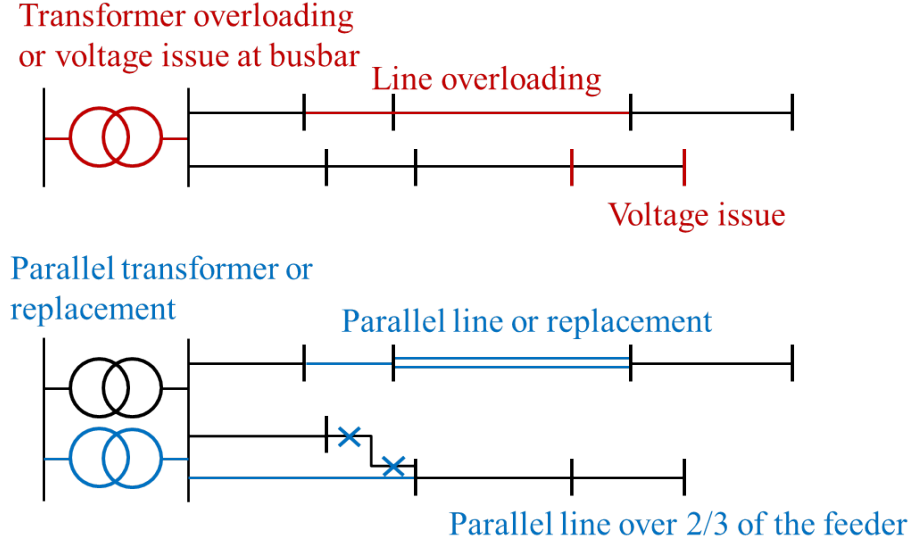 Transformer overloading
or voltage issue at busbar
Line overloading
Voltage issue
Parallel transformer or
replacement
Parallel line or replacement
Parallel line over 2/3 of the feeder